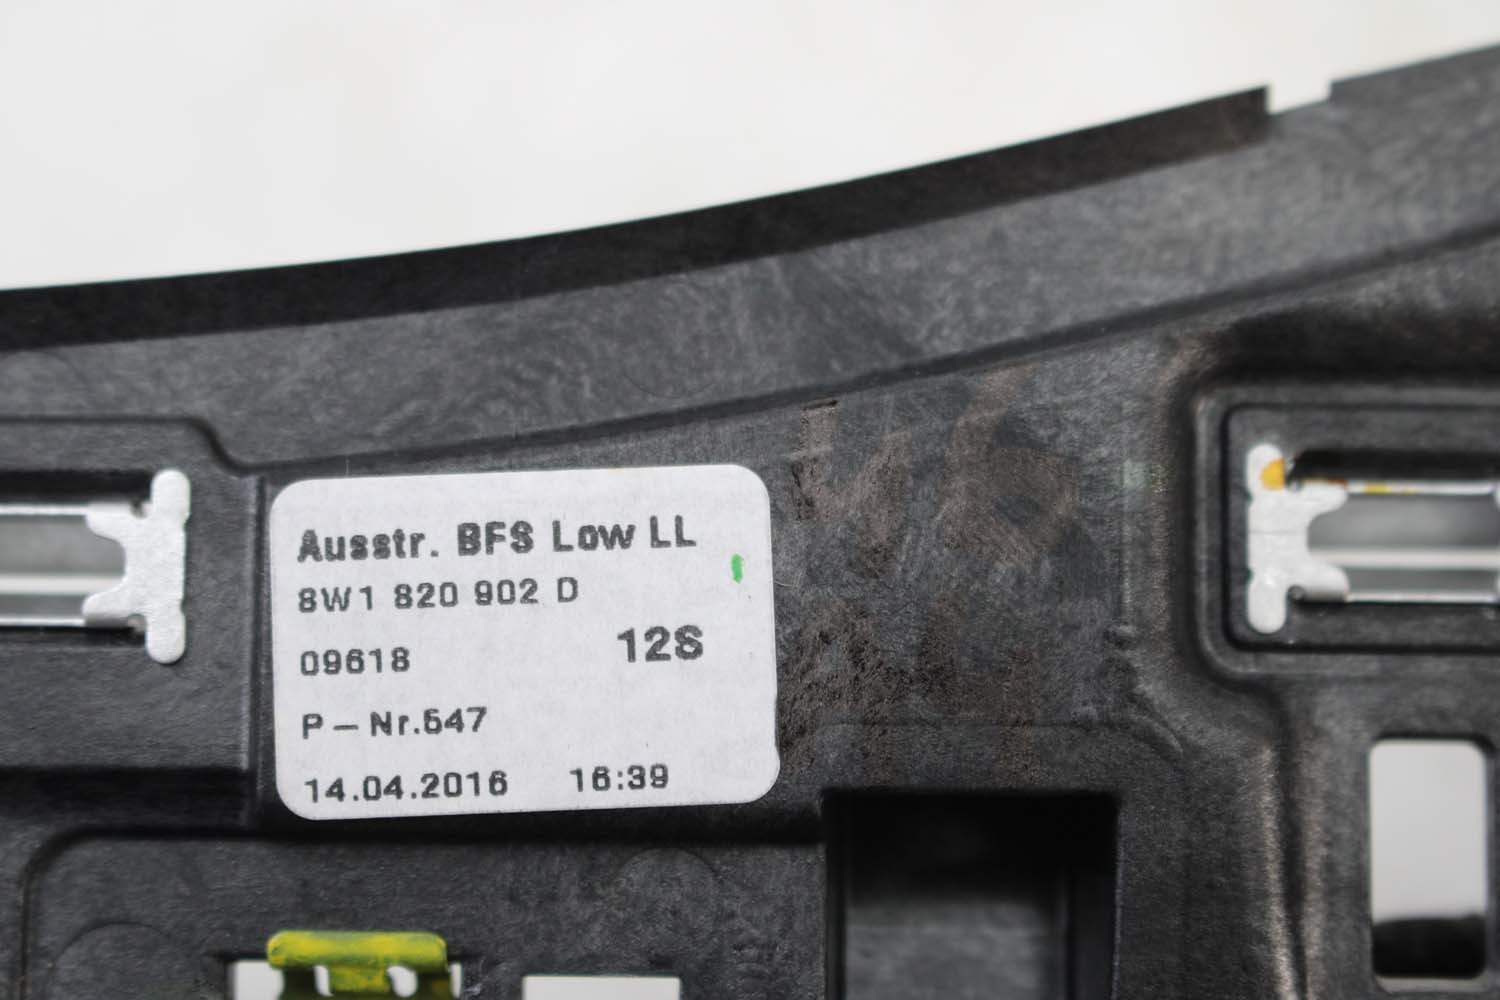 Ausstr. BFS Low LL
8W1 820 902 D
09618 12S
P – Nr.547
14.04.2016 16:39